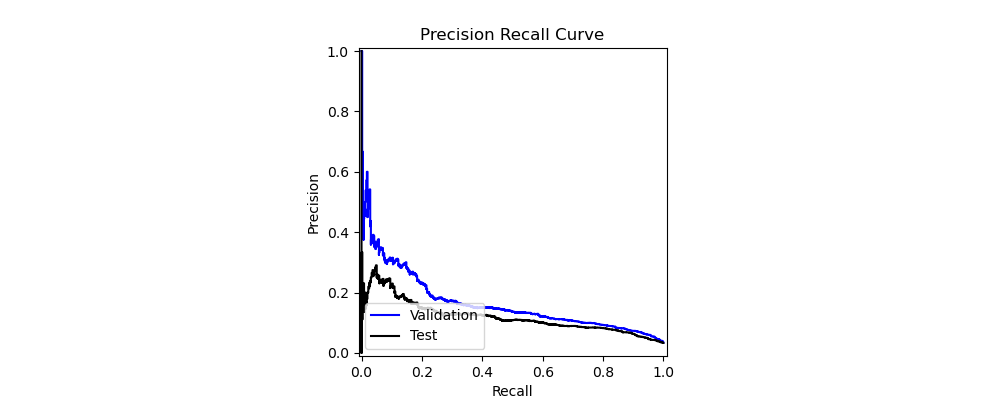 Precision Recall Curve
1.0
0.8
0.6
0.4
0.2
0.0
Precision
Validation
Test
0.0 0.2 0.4 0.6 0.8 1.0
Recall